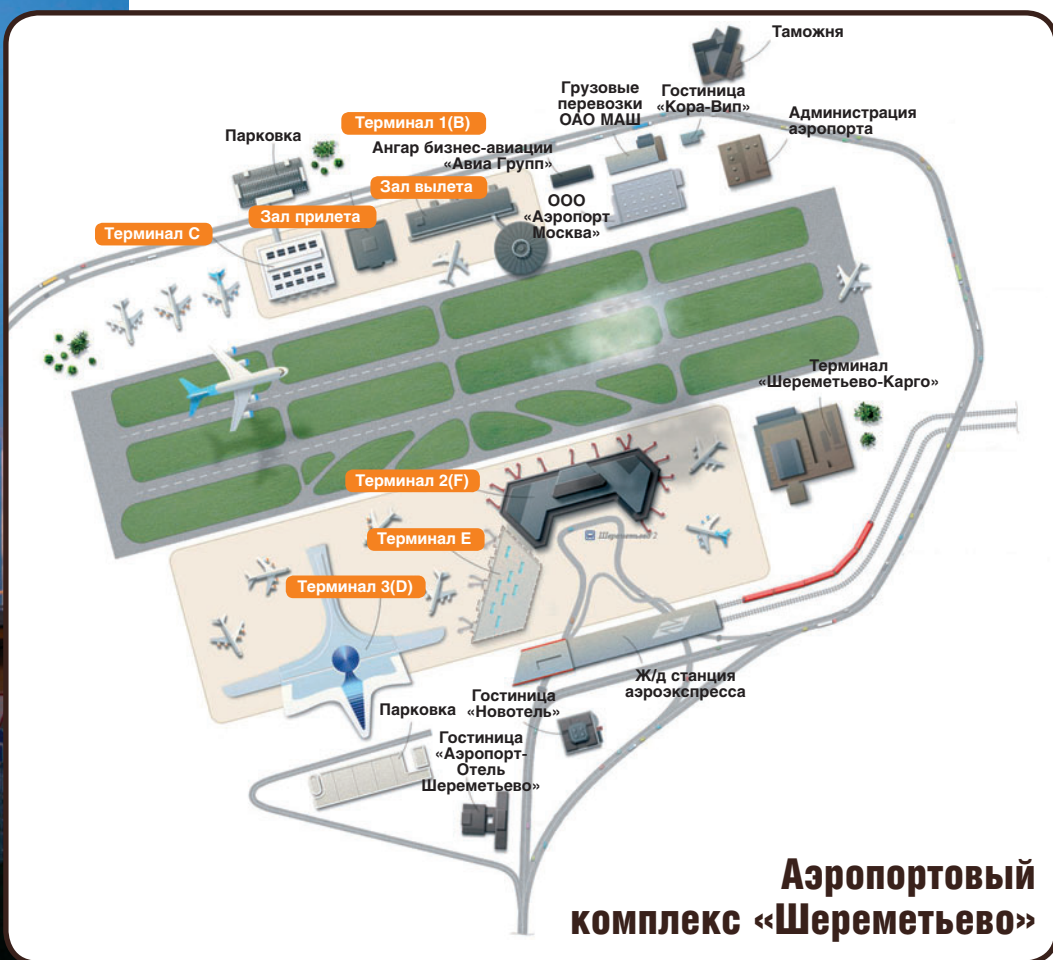 Таможня
Грузовые
перевозки
ОАО МАШ
Гостиница
«Кора-Вип»
Администрация
аэропорта
Терминал 1(B)
Парковка
Ангар бизнес-авиации
«Авиа Групп»
Зал вылета
ООО
«Аэропорт
Москва»
Зал прилета
Терминал C
Терминал
«Шереметьево-Карго»
Терминал 2(F)
Шереметьево 2
Терминал E
Терминал 3(D)
Ж/д станция
аэроэкспресса
Гостиница
«Новотель»
Парковка
Гостиница
«Аэропорт-
Отель
Шереметьево»
Аэропортовый
комплекс «Шереметьево»